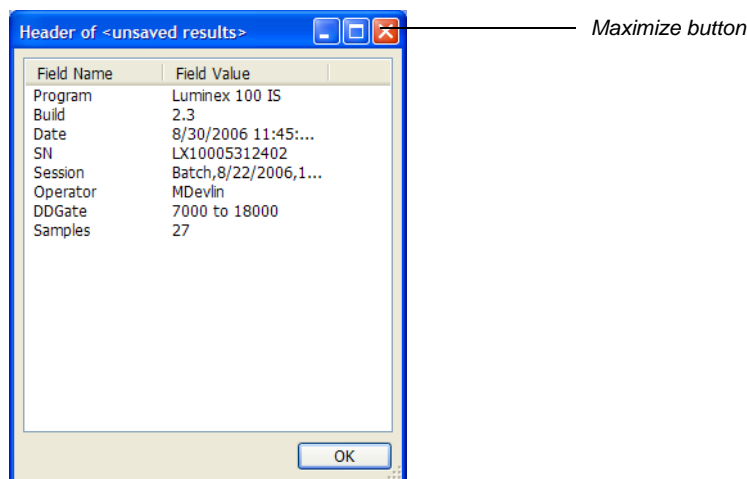 Header of <unsaved results>
Maximize button
Field Name Field Value
Program Luminex 100 IS
Build 2.3
Date 8/30/2006 11:45:...
SN LX10005312402
Session Batch,8/22/2006,1...
Operator MDevlin
DDGate 7000 to 18000
Samples 27
OK